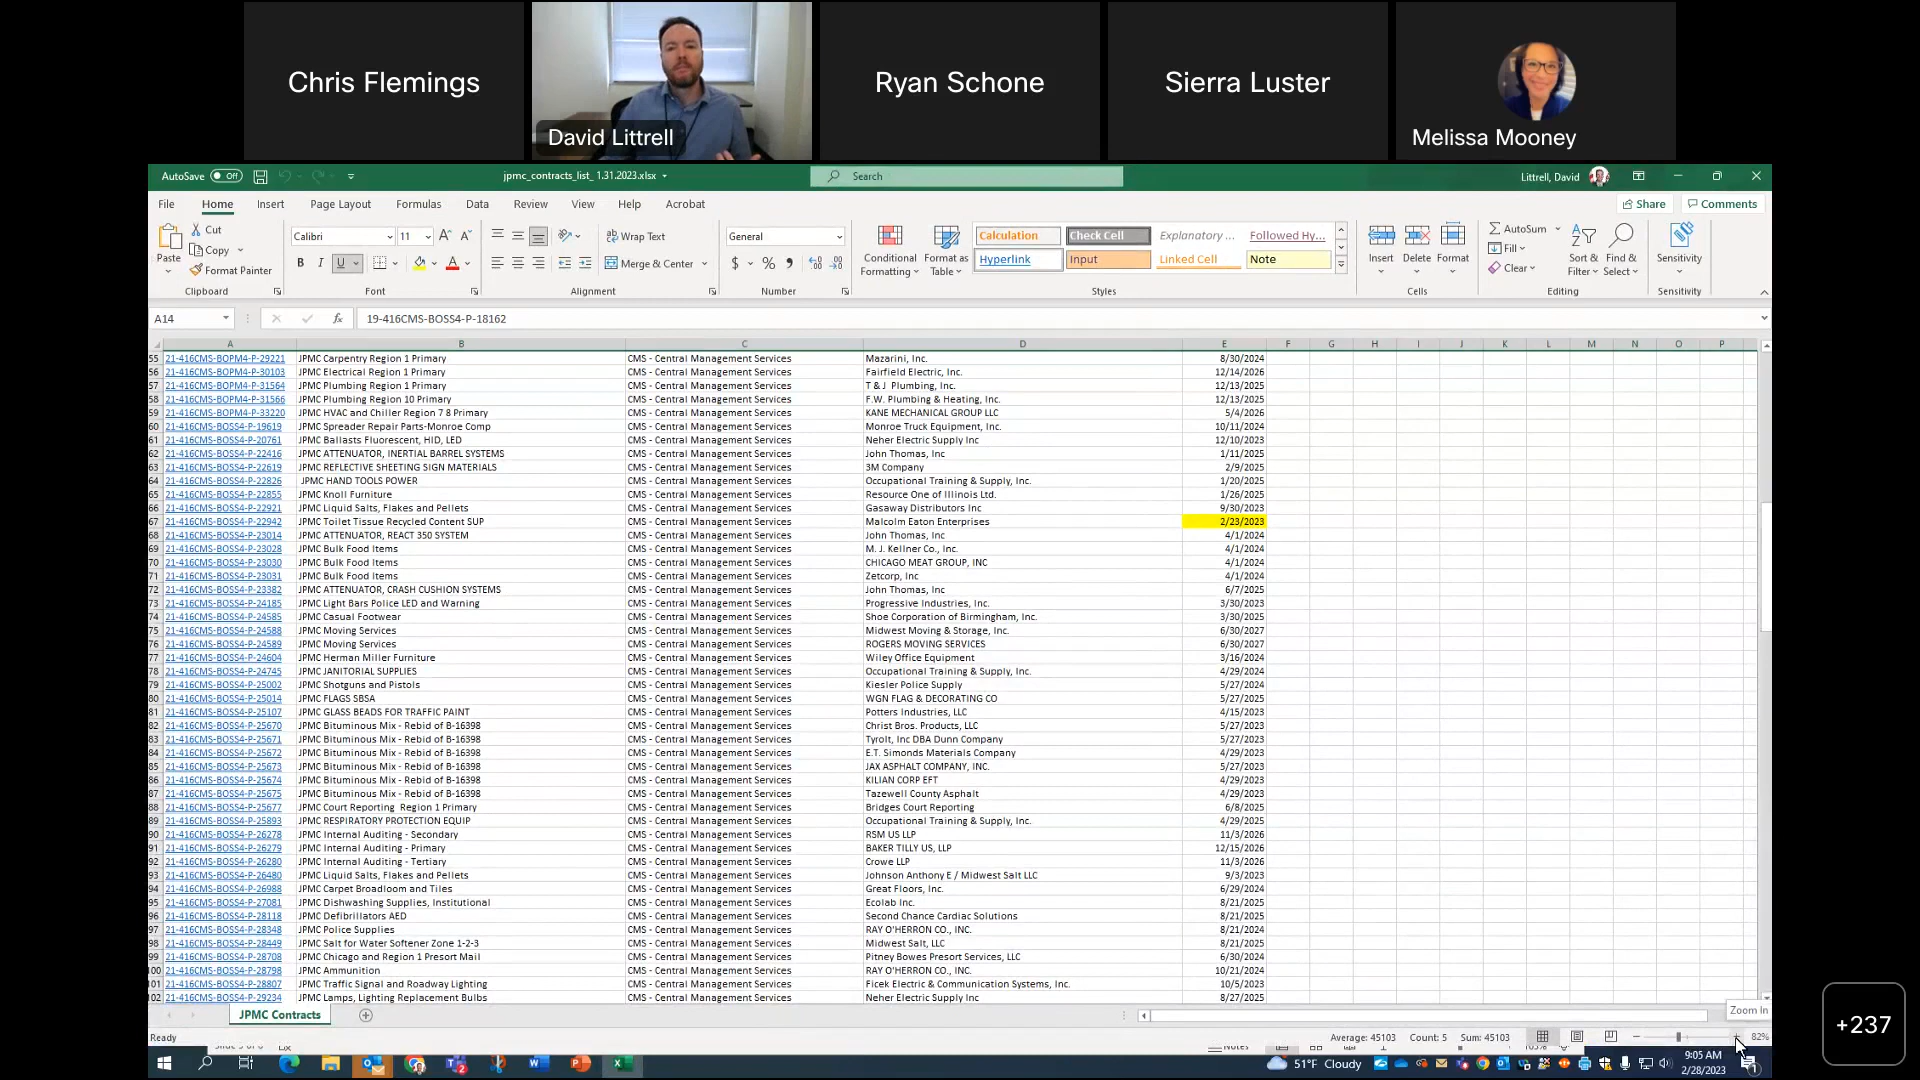 Chris Flemings
David Littrell
Ryan Schone
Sierra Luster
Melissa Mooney
AutoSave Off jpmc_contracts_list_ 1.31.2023.xlsx Search Littrell, David
File Home Insert Page Layout Formulas Data Review View Help Acrobat Share Comments
Paste Cut Copy Format Painter Clipboard
Calibri 11 B I U Font
Wrap Text Merge & Center Alignment
General $ % Number
Conditional Formatting Format as Table
Calculation Check Cell Explanatory ... Followed Hy...
Hyperlink Input Linked Cell Note
Styles
Insert Delete Format Cells
AutoSum Fill Clear Sort & Filter Find & Select Editing
Sensitivity Sensitivity
A14 fx 19-416CMS-BOSS4-P-18162
A B C D E F G H I J K L M N O P
55 21-416CMS-BOPM4-P-29221 JPMC Carpentry Region 1 Primary CMS - Central Management Services Mazarini, Inc. 8/30/2024
56 21-416CMS-BOPM4-P-30103 JPMC Electrical Region 1 Primary CMS - Central Management Services Fairfield Electric, Inc. 12/14/2026
57 21-416CMS-BOPM4-P-31564 JPMC Plumbing Region 1 Primary CMS - Central Management Services T & J Plumbing, Inc. 12/13/2025
58 21-416CMS-BOPM4-P-31566 JPMC Plumbing Region 10 Primary CMS - Central Management Services F.W. Plumbing & Heating, Inc. 12/13/2025
59 21-416CMS-BOPM4-P-33220 JPMC HVAC and Chiller Region 7 8 Primary CMS - Central Management Services KANE MECHANICAL GROUP LLC 5/4/2026
60 21-416CMS-BOSS4-P-19619 JPMC Spreader Repair Parts-Monroe Comp CMS - Central Management Services Monroe Truck Equipment, Inc. 10/11/2024
61 21-416CMS-BOSS4-P-20761 JPMC Ballasts Fluorescent, HID, LED CMS - Central Management Services Neher Electric Supply Inc 12/10/2023
62 21-416CMS-BOSS4-P-22416 JPMC ATTENUATOR, INERTIAL BARREL SYSTEMS CMS - Central Management Services John Thomas, Inc 1/11/2025
63 21-416CMS-BOSS4-P-22619 JPMC REFLECTIVE SHEETING SIGN MATERIALS CMS - Central Management Services 3M Company 2/9/2025
64 21-416CMS-BOSS4-P-22826 JPMC HAND TOOLS POWER CMS - Central Management Services Occupational Training & Supply, Inc. 1/20/2025
65 21-416CMS-BOSS4-P-22855 JPMC Knoll Furniture CMS - Central Management Services Resource One of Illinois Ltd. 1/26/2025
66 21-416CMS-BOSS4-P-22921 JPMC Liquid Salts, Flakes and Pellets CMS - Central Management Services Gasaway Distributors Inc 9/30/2023
67 21-416CMS-BOSS4-P-22942 JPMC Toilet Tissue Recycled Content SUP CMS - Central Management Services Malcolm Eaton Enterprises 2/23/2023
68 21-416CMS-BOSS4-P-23014 JPMC ATTENUATOR, REACT 350 SYSTEM CMS - Central Management Services John Thomas, Inc 4/1/2024
69 21-416CMS-BOSS4-P-23028 JPMC Bulk Food Items CMS - Central Management Services M. J. Kellner Co., Inc. 4/1/2024
70 21-416CMS-BOSS4-P-23030 JPMC Bulk Food Items CMS - Central Management Services CHICAGO MEAT GROUP, INC 4/1/2024
71 21-416CMS-BOSS4-P-23031 JPMC Bulk Food Items CMS - Central Management Services Zetcorp, Inc 4/1/2024
72 21-416CMS-BOSS4-P-23382 JPMC ATTENUATOR, CRASH CUSHION SYSTEMS CMS - Central Management Services John Thomas, Inc 6/7/2025
73 21-416CMS-BOSS4-P-24185 JPMC Light Bars Police LED and Warning CMS - Central Management Services Progressive Industries, Inc. 3/30/2023
74 21-416CMS-BOSS4-P-24585 JPMC Casual Footwear CMS - Central Management Services Shoe Corporation of Birmingham, Inc. 3/30/2025
75 21-416CMS-BOSS4-P-24588 JPMC Moving Services CMS - Central Management Services Midwest Moving & Storage, Inc. 6/30/2027
76 21-416CMS-BOSS4-P-24589 JPMC Moving Services CMS - Central Management Services ROGERS MOVING SERVICES 6/30/2027
77 21-416CMS-BOSS4-P-24604 JPMC Herman Miller Furniture CMS - Central Management Services Wiley Office Equipment 3/16/2024
78 21-416CMS-BOSS4-P-24745 JPMC JANITORIAL SUPPLIES CMS - Central Management Services Occupational Training & Supply, Inc. 4/29/2024
79 21-416CMS-BOSS4-P-25002 JPMC Shotguns and Pistols CMS - Central Management Services Kiesler Police Supply 5/27/2024
80 21-416CMS-BOSS4-P-25014 JPMC FLAGS SBSA CMS - Central Management Services WGN FLAG & DECORATING CO 5/27/2025
81 21-416CMS-BOSS4-P-25107 JPMC GLASS BEADS FOR TRAFFIC PAINT CMS - Central Management Services Potters Industries, LLC 4/15/2023
82 21-416CMS-BOSS4-P-25670 JPMC Bituminous Mix - Rebid of B-16398 CMS - Central Management Services Christ Bros. Products, LLC 5/27/2023
83 21-416CMS-BOSS4-P-25671 JPMC Bituminous Mix - Rebid of B-16398 CMS - Central Management Services Tyrolt, Inc DBA Dunn Company 5/27/2023
84 21-416CMS-BOSS4-P-25672 JPMC Bituminous Mix - Rebid of B-16398 CMS - Central Management Services E.T. Simonds Materials Company 4/29/2023
85 21-416CMS-BOSS4-P-25673 JPMC Bituminous Mix - Rebid of B-16398 CMS - Central Management Services JAX ASPHALT COMPANY, INC. 5/27/2023
86 21-416CMS-BOSS4-P-25674 JPMC Bituminous Mix - Rebid of B-16398 CMS - Central Management Services KILIAN CORP EFT 4/29/2023
87 21-416CMS-BOSS4-P-25675 JPMC Bituminous Mix - Rebid of B-16398 CMS - Central Management Services Tazewell County Asphalt 4/29/2023
88 21-416CMS-BOSS4-P-25677 JPMC Court Reporting Region 1 Primary CMS - Central Management Services Bridges Court Reporting 6/8/2025
89 21-416CMS-BOSS4-P-25893 JPMC RESPIRATORY PROTECTION EQUIP CMS - Central Management Services Occupational Training & Supply, Inc. 4/29/2025
90 21-416CMS-BOSS4-P-26278 JPMC Internal Auditing - Secondary CMS - Central Management Services RSM US LLP 11/3/2026
91 21-416CMS-BOSS4-P-26279 JPMC Internal Auditing - Primary CMS - Central Management Services BAKER TILLY US, LLP 12/15/2026
92 21-416CMS-BOSS4-P-26280 JPMC Internal Auditing - Tertiary CMS - Central Management Services Crowe LLP 11/3/2026
93 21-416CMS-BOSS4-P-26480 JPMC Liquid Salts, Flakes and Pellets CMS - Central Management Services Johnson Anthony E / Midwest Salt LLC 9/3/2023
94 21-416CMS-BOSS4-P-26988 JPMC Carpet Broadloom and Tiles CMS - Central Management Services Great Floors, Inc. 6/29/2024
95 21-416CMS-BOSS4-P-27081 JPMC Dishwashing Supplies, Institutional CMS - Central Management Services Ecolab Inc. 8/21/2025
96 21-416CMS-BOSS4-P-28118 JPMC Defibrillators AED CMS - Central Management Services Second Chance Cardiac Solutions 8/21/2025
97 21-416CMS-BOSS4-P-28348 JPMC Police Supplies CMS - Central Management Services RAY O'HERRON CO., INC. 8/21/2024
98 21-416CMS-BOSS4-P-28449 JPMC Salt for Water Softener Zone 1-2-3 CMS - Central Management Services Midwest Salt, LLC 8/21/2025
99 21-416CMS-BOSS4-P-28708 JPMC Chicago and Region 1 Presort Mail CMS - Central Management Services Pitney Bowes Presort Services, LLC 6/30/2024
100 21-416CMS-BOSS4-P-28798 JPMC Ammunition CMS - Central Management Services RAY O'HERRON CO., INC. 10/21/2024
101 21-416CMS-BOSS4-P-28807 JPMC Traffic Signal and Roadway Lighting CMS - Central Management Services Ficek Electric & Communication Systems, Inc. 10/5/2023
102 21-416CMS-BOSS4-P-29234 JPMC Lamps, Lighting Replacement Bulbs CMS - Central Management Services Neher Electric Supply Inc 8/27/2025
JPMC Contracts
Zoom In
+237
Ready Average: 45103 Count: 5 Sum: 45103 82%
51°F Cloudy 9:05 AM
2/28/2023